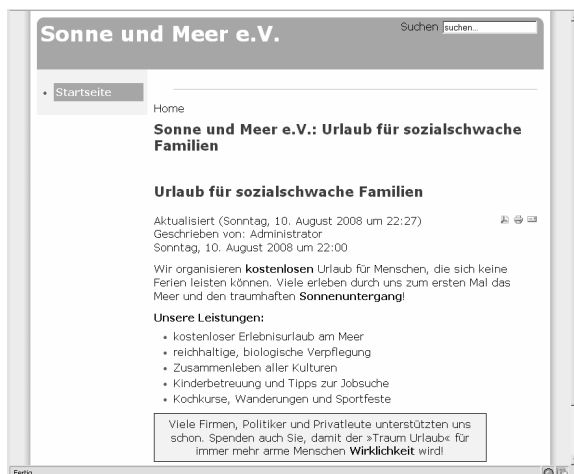 Sonne und Meer e.V.
Suchen suchen...
• Startseite
Home
Sonne und Meer e.V.: Urlaub für sozialschwache
Familien
Urlaub für sozialschwache Familien
Aktualisiert (Sonntag, 10. August 2008 um 22:27)
Geschrieben von: Administrator
Sonntag, 10. August 2008 um 22:00
Wir organisieren kostenlosen Urlaub für Menschen, die sich keine
Ferien leisten können. Viele erleben durch uns zum ersten Mal das
Meer und den traumhaften Sonnenuntergang!
Unsere Leistungen:
• kostenloser Erlebnisurlaub am Meer
• reichhaltige, biologische Verpflegung
• Zusammenleben aller Kulturen
• Kinderbetreuung und Tipps zur Jobsuche
• Kochkurse, Wanderungen und Sportfeste
Viele Firmen, Politiker und Privatleute unterstützten uns
schon. Spenden auch Sie, damit der »Traum Urlaub« für
immer mehr arme Menschen Wirklichkeit wird!
Fertig